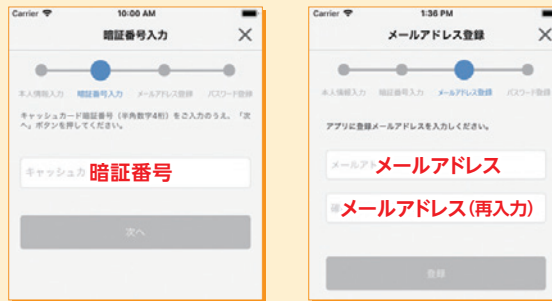 Carrier 10:00 AM
暗証番号入力
本人情報入力 暗証番号入力 メールアドレス登録 パスワード登録
キャッシュカード暗証番号（半角数字4桁）をご入力のうえ、「次
へ」ボタンを押してください。
キャッシュカ 暗証番号
次へ
Carrier 1:36 PM
メールアドレス登録
本人情報入力 暗証番号入力 メールアドレス登録 パスワード登録
アプリに登録メールアドレスを入力しください。
メールアド メールアドレス
メールアドレス（再入力）
登録